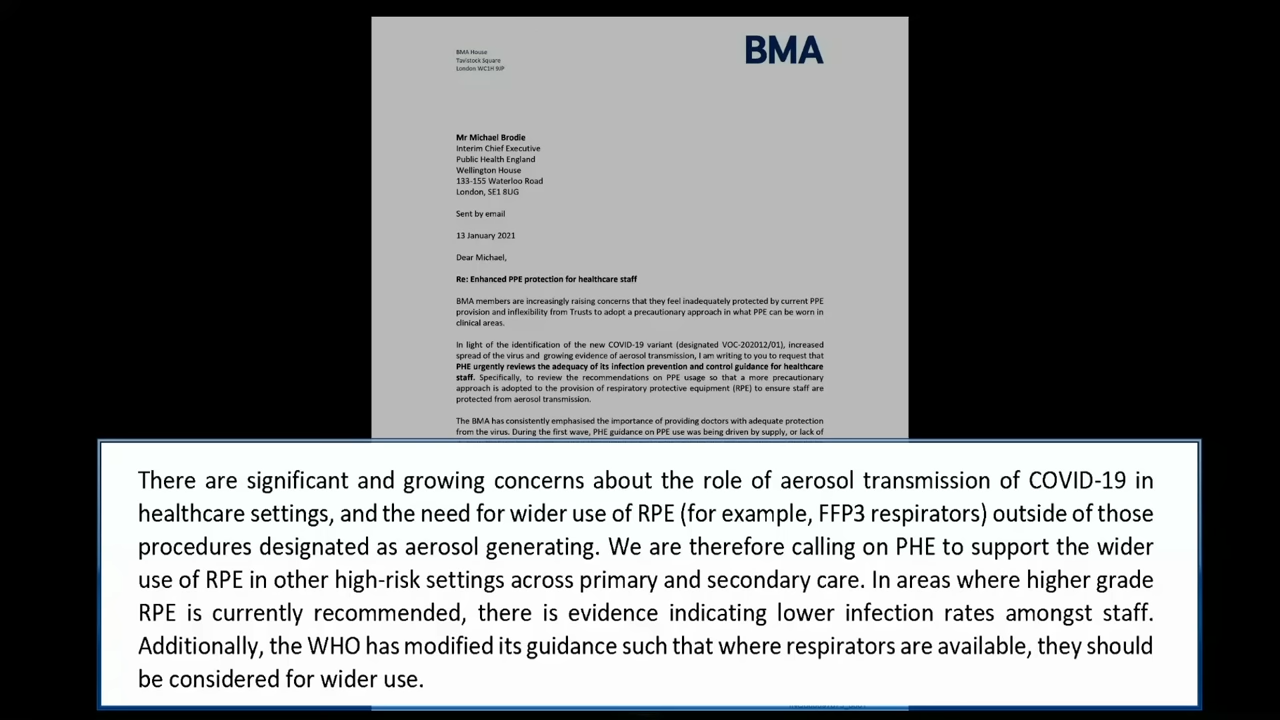 BMA House
Tavistock Square
London WC1H 9JP
BMA
Mr Michael Brodie
Interim Chief Executive
Public Health England
Wellington House
133-155 Waterloo Road
London, SE1 8UG
Sent by email
13 January 2021
Dear Michael,
Re: Enhanced PPE protection for healthcare staff
BMA members are increasingly raising concerns that they feel inadequately protected by current PPE
provision and inflexibility from Trusts to adopt a precautionary approach in what PPE can be worn in
clinical areas.
In light of the identification of the new COVID-19 variant (designated VOC-202012/01), increased
spread of the virus and growing evidence of aerosol transmission, I am writing to you to request that
PHE urgently reviews the adequacy of its infection prevention and control guidance for healthcare
staff. Specifically, to review the recommendations on PPE usage so that a more precautionary
approach is adopted to the provision of respiratory protective equipment (RPE) to ensure staff are
protected from aerosol transmission.
The BMA has consistently emphasised the importance of providing doctors with adequate protection
from the virus. During the first wave, PHE guidance on PPE use was being driven by supply, or lack of
There are significant and growing concerns about the role of aerosol transmission of COVID-19 in
healthcare settings, and the need for wider use of RPE (for example, FFP3 respirators) outside of those
procedures designated as aerosol generating. We are therefore calling on PHE to support the wider
use of RPE in other high-risk settings across primary and secondary care. In areas where higher grade
RPE is currently recommended, there is evidence indicating lower infection rates amongst staff.
Additionally, the WHO has modified its guidance such that where respirators are available, they should
be considered for wider use.